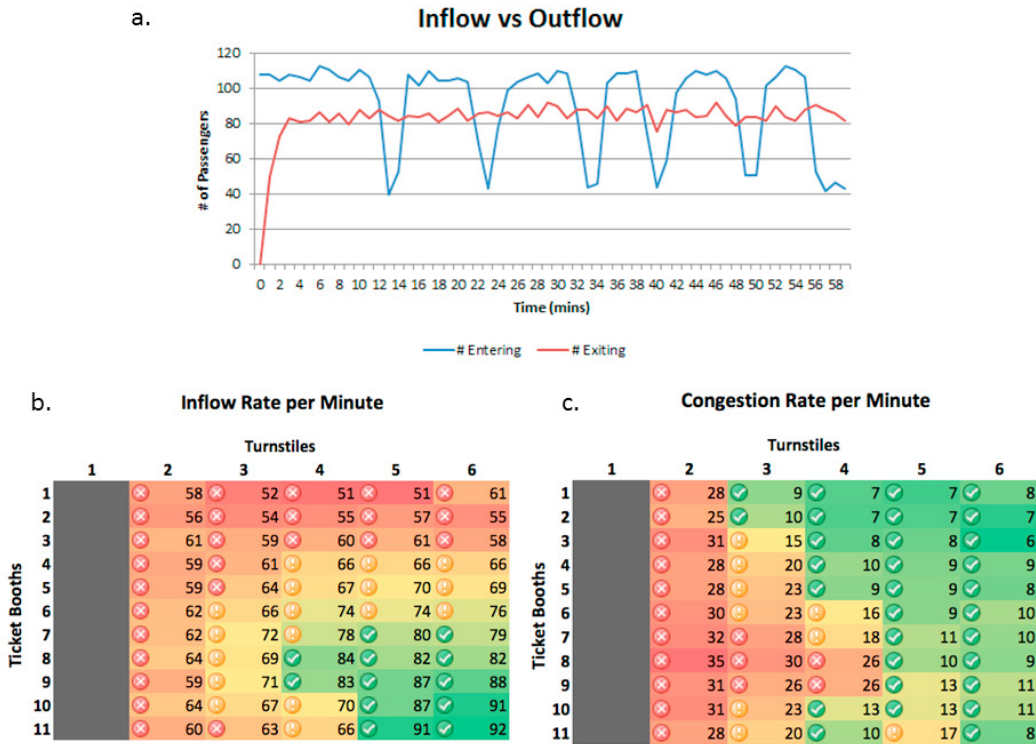 a.
Inflow vs Outflow
120
100
80
60
40
20
0
# of Passengers
0 2 4 6 8 10 12 14 16 18 20 22 24 26 28 30 32 34 36 38 40 42 44 46 48 50 52 54 56 58
Time (mins)
# Entering # Exiting
b.
Inflow Rate per Minute
Turnstiles
1 2 3 4 5 6
Ticket Booths
1 58 52 51 51 61
2 56 54 55 57 55
3 61 59 60 61 58
4 59 61 66 66 66
5 59 64 67 70 69
6 62 66 74 74 76
7 62 72 78 80 79
8 64 69 84 82 82
9 59 71 83 87 88
10 64 67 70 87 91
11 60 63 66 91 92
c.
Congestion Rate per Minute
Turnstiles
1 2 3 4 5 6
Ticket Booths
1 28 9 7 7 8
2 25 10 7 7 7
3 31 15 8 8 6
4 28 20 10 9 9
5 28 23 9 9 8
6 30 23 16 9 10
7 32 28 18 11 10
8 35 30 26 10 9
9 31 26 26 13 11
10 31 23 13 13 11
11 28 20 10 17 8